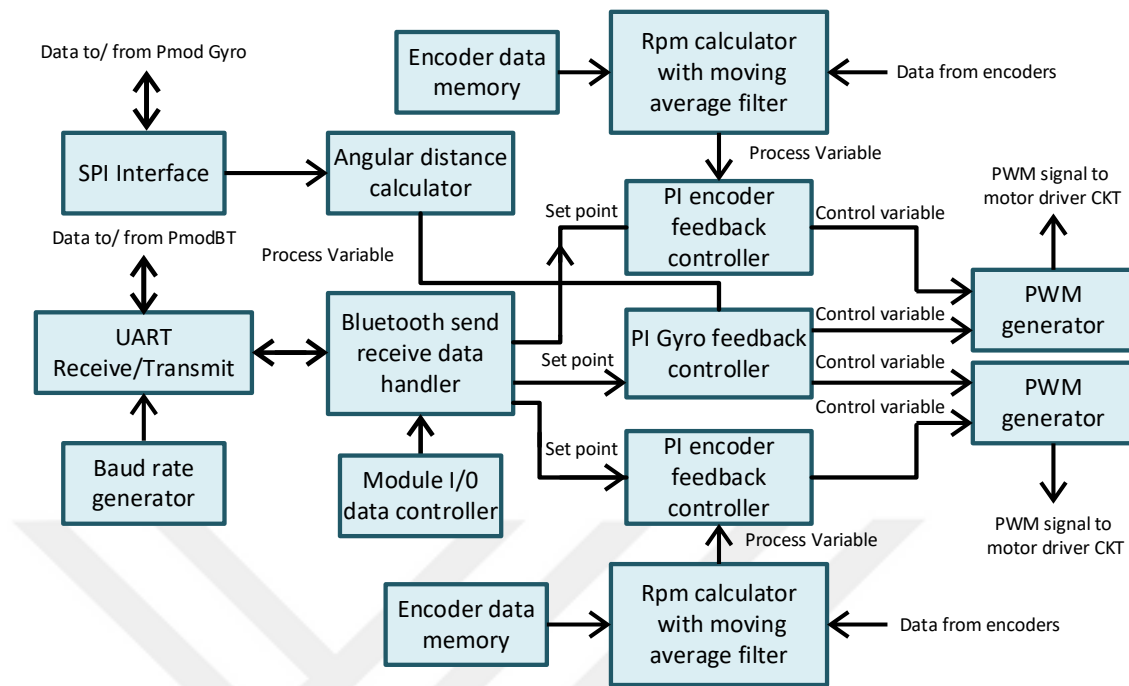 Data to/ from Pmod Gyro
SPI Interface
Angular distance
calculator
Encoder data
memory
Rpm calculator
with moving
average filter
Data from encoders
Process Variable
Data to/ from PmodBT
Process Variable
Set point
PI encoder
feedback
controller
Control variable
PWM signal to
motor driver CKT
UART
Receive/Transmit
Bluetooth send
receive data
handler
Set point
PI Gyro feedback
controller
Control variable
Control variable
PWM
generator
PWM
generator
Control variable
Baud rate
generator
Module I/0
data controller
Set point
PI encoder
feedback
controller
PWM signal to
motor driver CKT
Process Variable
Encoder data
memory
Rpm calculator
with moving
average filter
Data from encoders